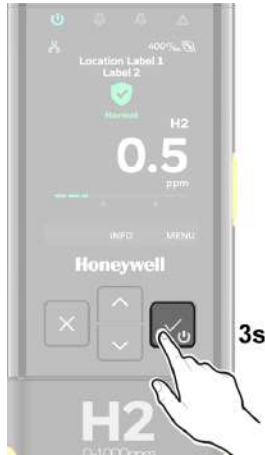 400‰
Location Label 1
Label 2
Normal
H2
0.5
ppm
INFO
MENU
Honeywell
3s
H2
0-1000ppm